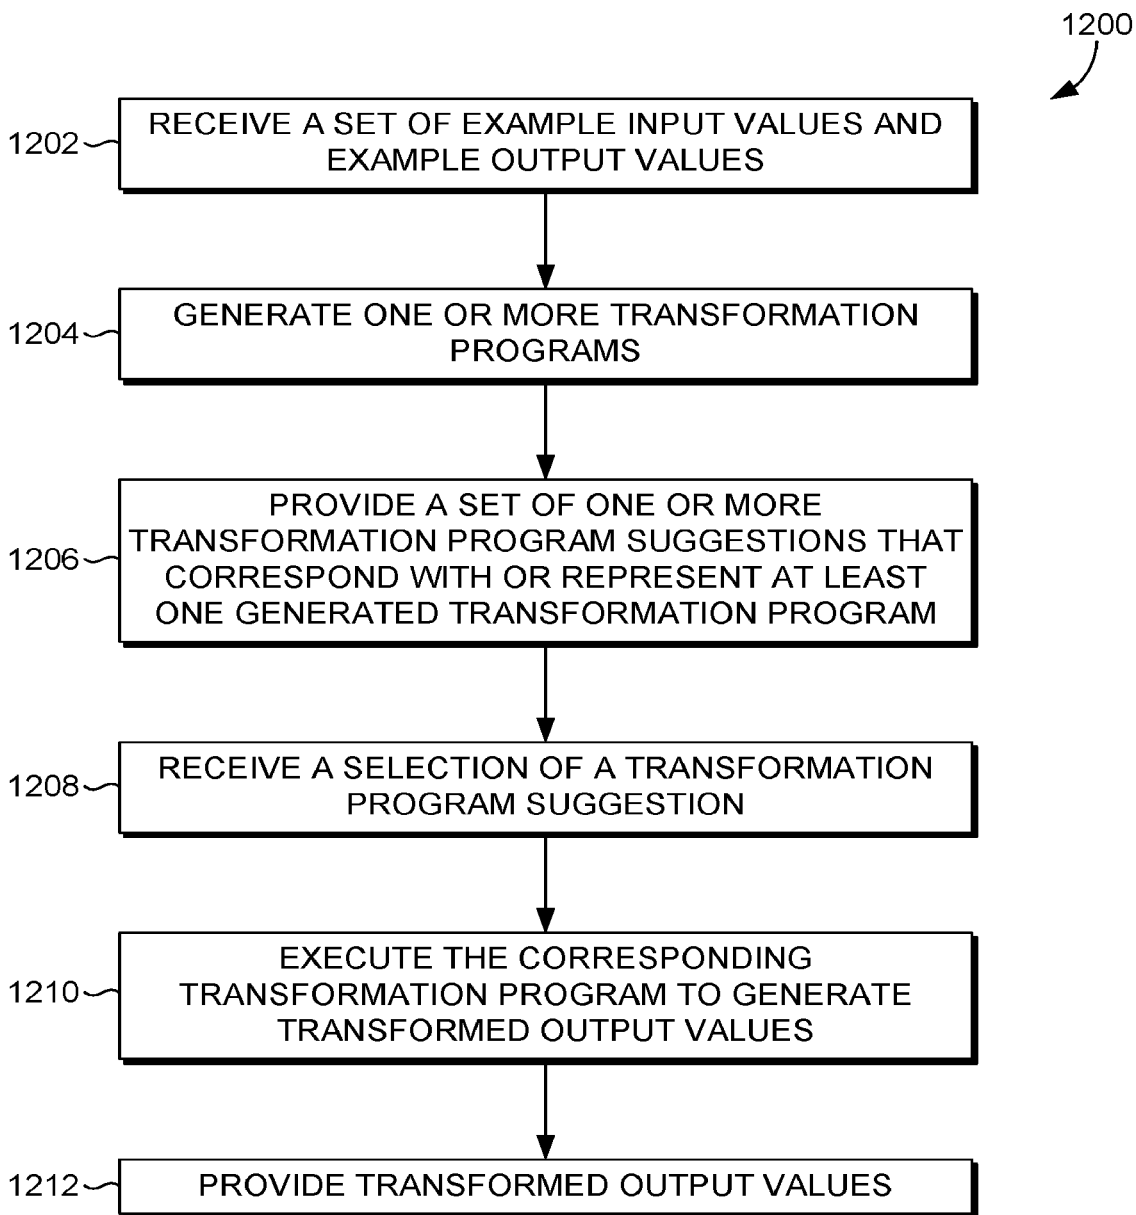 1200
1202
RECEIVE A SET OF EXAMPLE INPUT VALUES AND
EXAMPLE OUTPUT VALUES
1204
GENERATE ONE OR MORE TRANSFORMATION
PROGRAMS
1206
PROVIDE A SET OF ONE OR MORE
TRANSFORMATION PROGRAM SUGGESTIONS THAT
CORRESPOND WITH OR REPRESENT AT LEAST
ONE GENERATED TRANSFORMATION PROGRAM
1208
RECEIVE A SELECTION OF A TRANSFORMATION
PROGRAM SUGGESTION
1210
EXECUTE THE CORRESPONDING
TRANSFORMATION PROGRAM TO GENERATE
TRANSFORMED OUTPUT VALUES
1212
PROVIDE TRANSFORMED OUTPUT VALUES